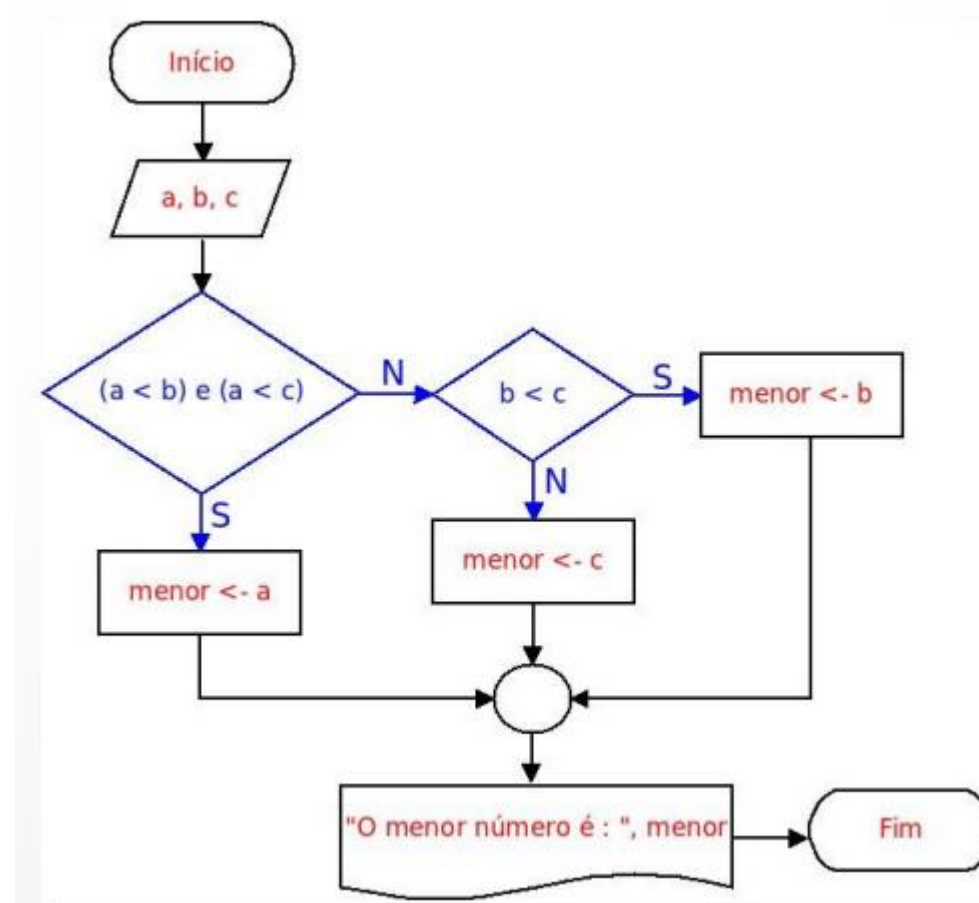 Início
a, b, c
(a < b) e (a < c)
N
b < c
S
menor <- b
S
N
menor <- a
menor <- c
"O menor número é : ", menor
Fim